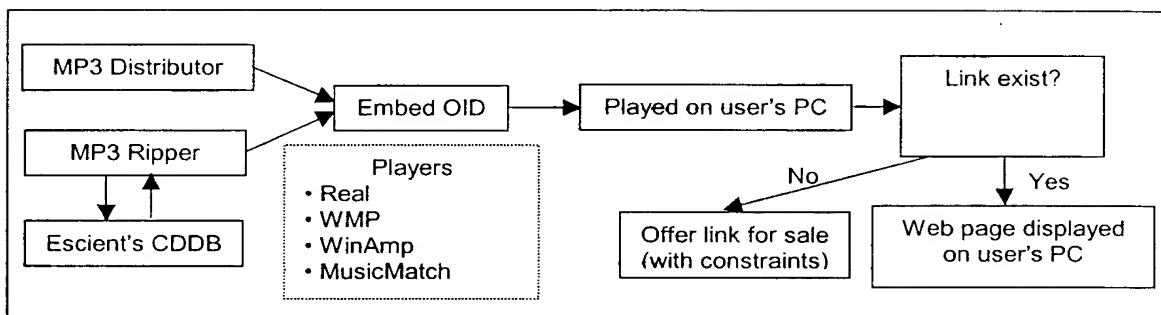 MP3 Distributor
MP3 Ripper
Escient's CDDB
Embed OID
Players
• Real
• WMP
• WinAmp
• MusicMatch
Played on user's PC
Link exist?
No
Yes
Offer link for sale
(with constraints)
Web page displayed
on user's PC